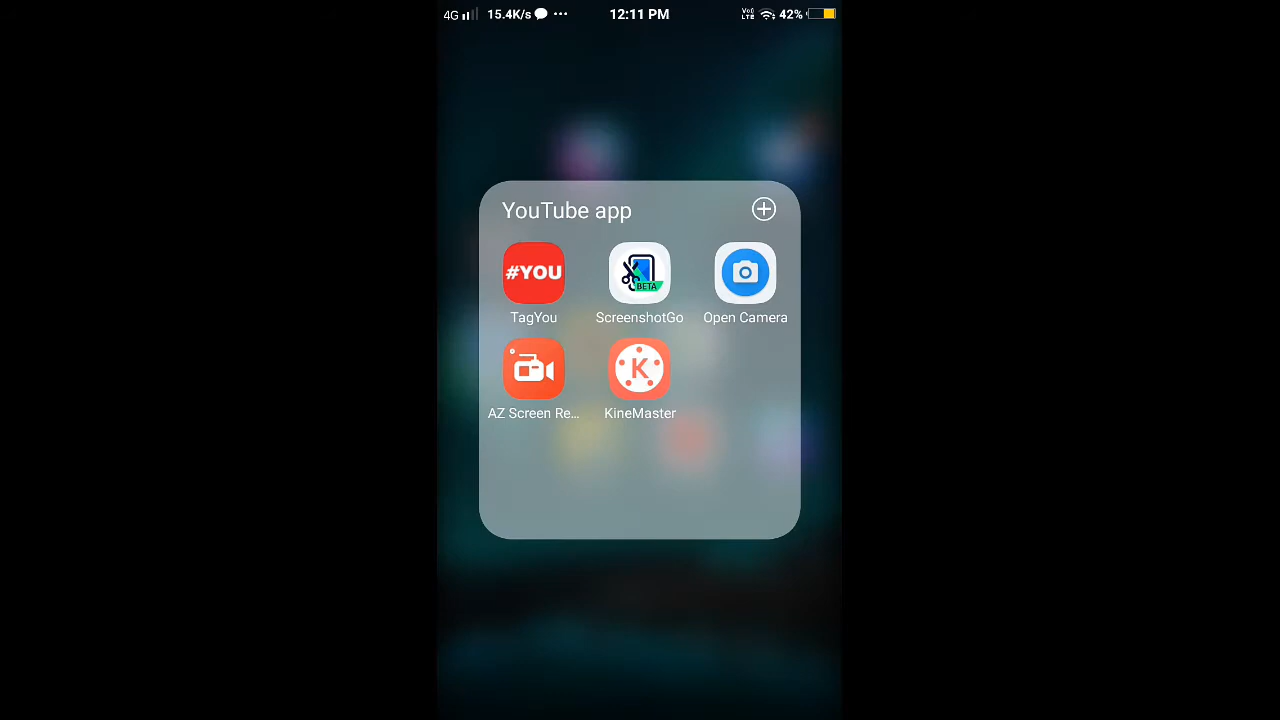 4G 15.4K/s 12:11 PM VoLTE 42%
YouTube app
#YOU BETA
TagYou ScreenshotGo Open Camera
K
AZ Screen Re... KineMaster